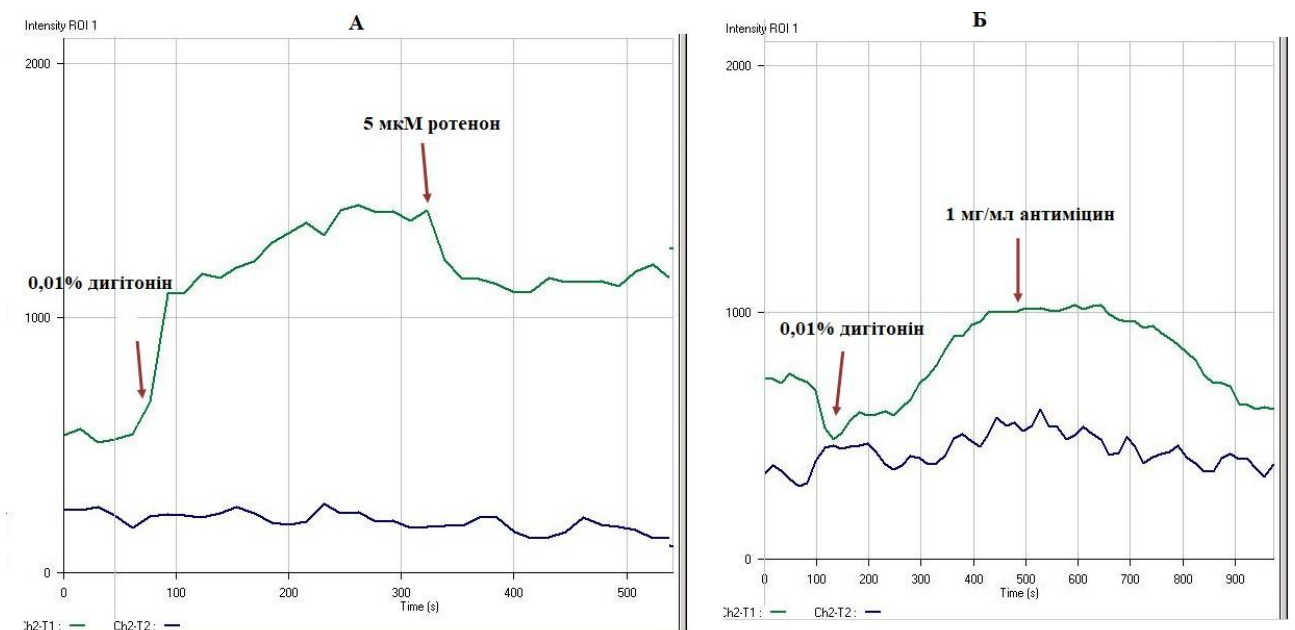 А
Intensity ROI 1
2000
5 мкМ ротенон
0,01% дигітонін
1000
0
0 100 200 300 400 500
Time (s)
Ch2-T1 : Ch2-T2 :
Б
Intensity ROI 1
2000
1 мг/мл антиміцин
1000
0,01% дигітонін
0
0 100 200 300 400 500 600 700 800 900
Time (s)
Ch2-T1 : Ch2-T2 :